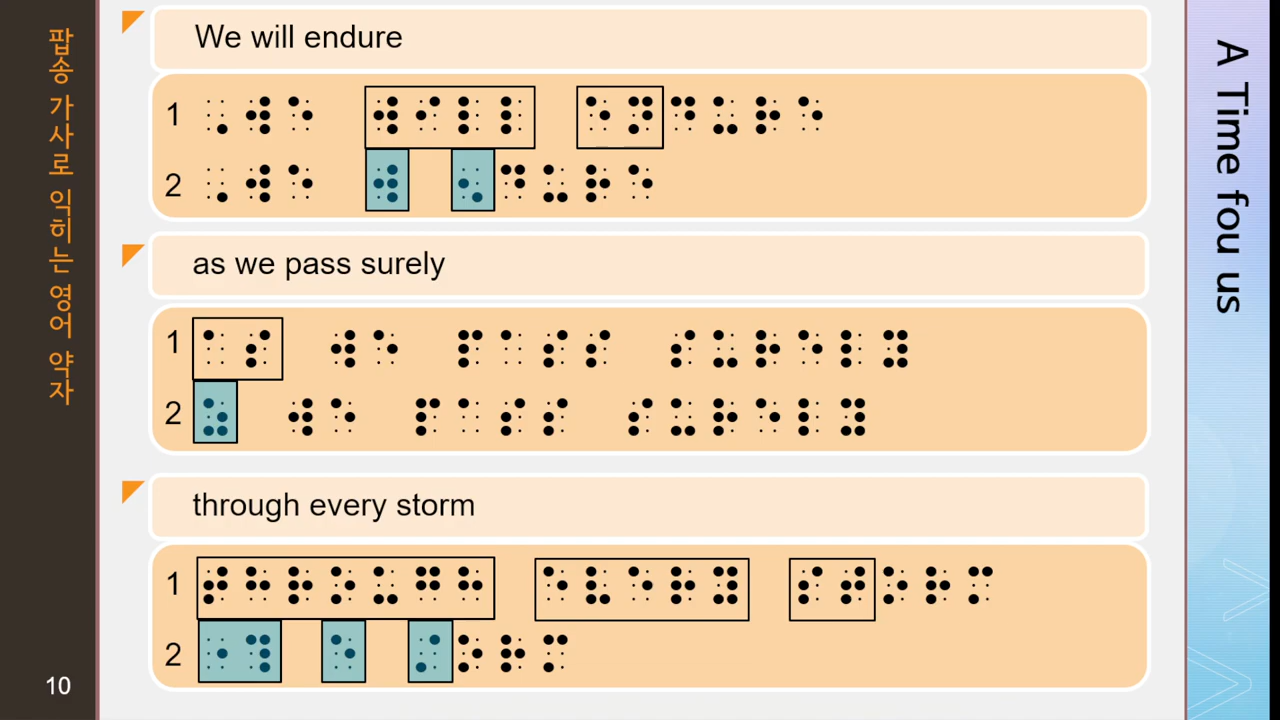 팝송 가사로 익히는 영어 약자
10
We will endure
1 ⠠⠺⠑ ⠺⠊⠇⠇ ⠑⠝⠙⠥⠗⠑
2 ⠠⠺⠑ ⠺ ⠢⠙⠥⠗⠑
as we pass surely
1 ⠁⠎ ⠺⠑ ⠏⠁⠎⠎ ⠎⠥⠗⠑⠇⠽
2 ⠵ ⠺⠑ ⠏⠁⠎⠎ ⠎⠥⠗⠑⠇⠽
through every storm
1 ⠞⠓⠗⠕⠥⠛⠓ ⠑⠧⠑⠗⠽ ⠎⠞⠕⠗⠍
2 ⠐⠹ ⠑ ⠌⠕⠗⠍
A Time fou us